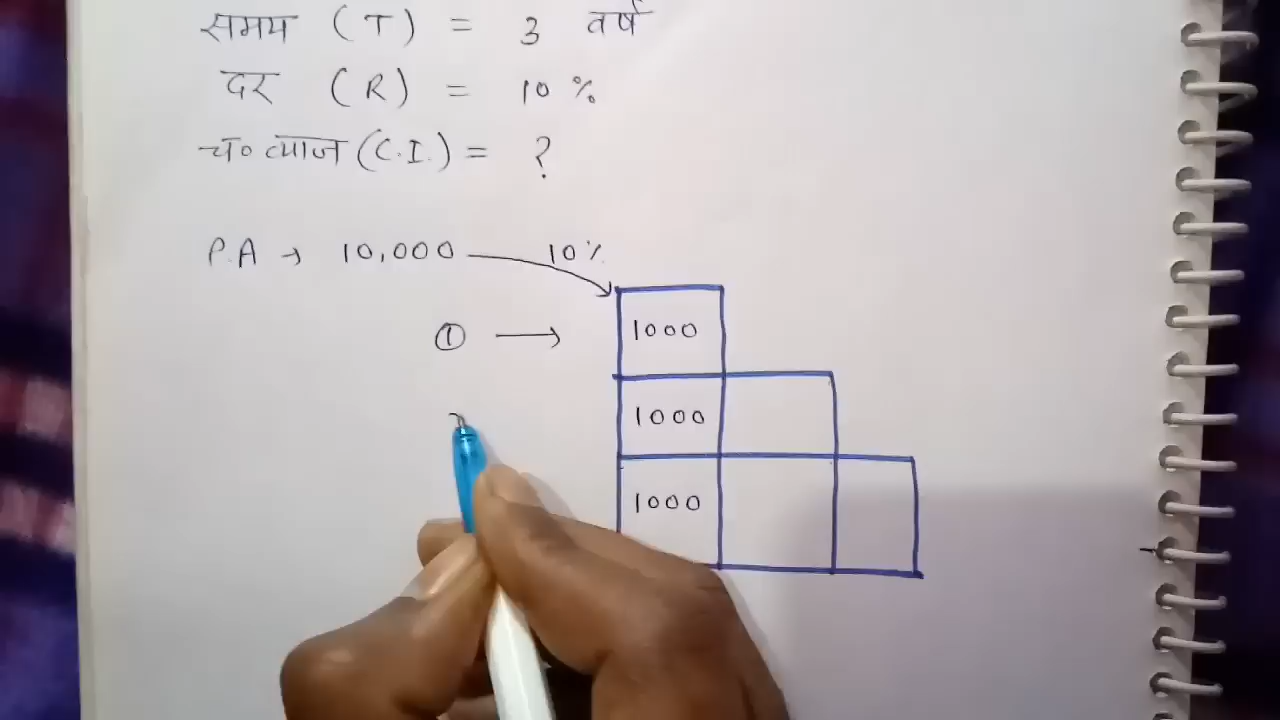 समय (T) = 3 वर्ष
दर (R) = 10 %
च० ब्याज (C.I.) = ?
P.A → 10,000 10%
① → 1000
1000
1000